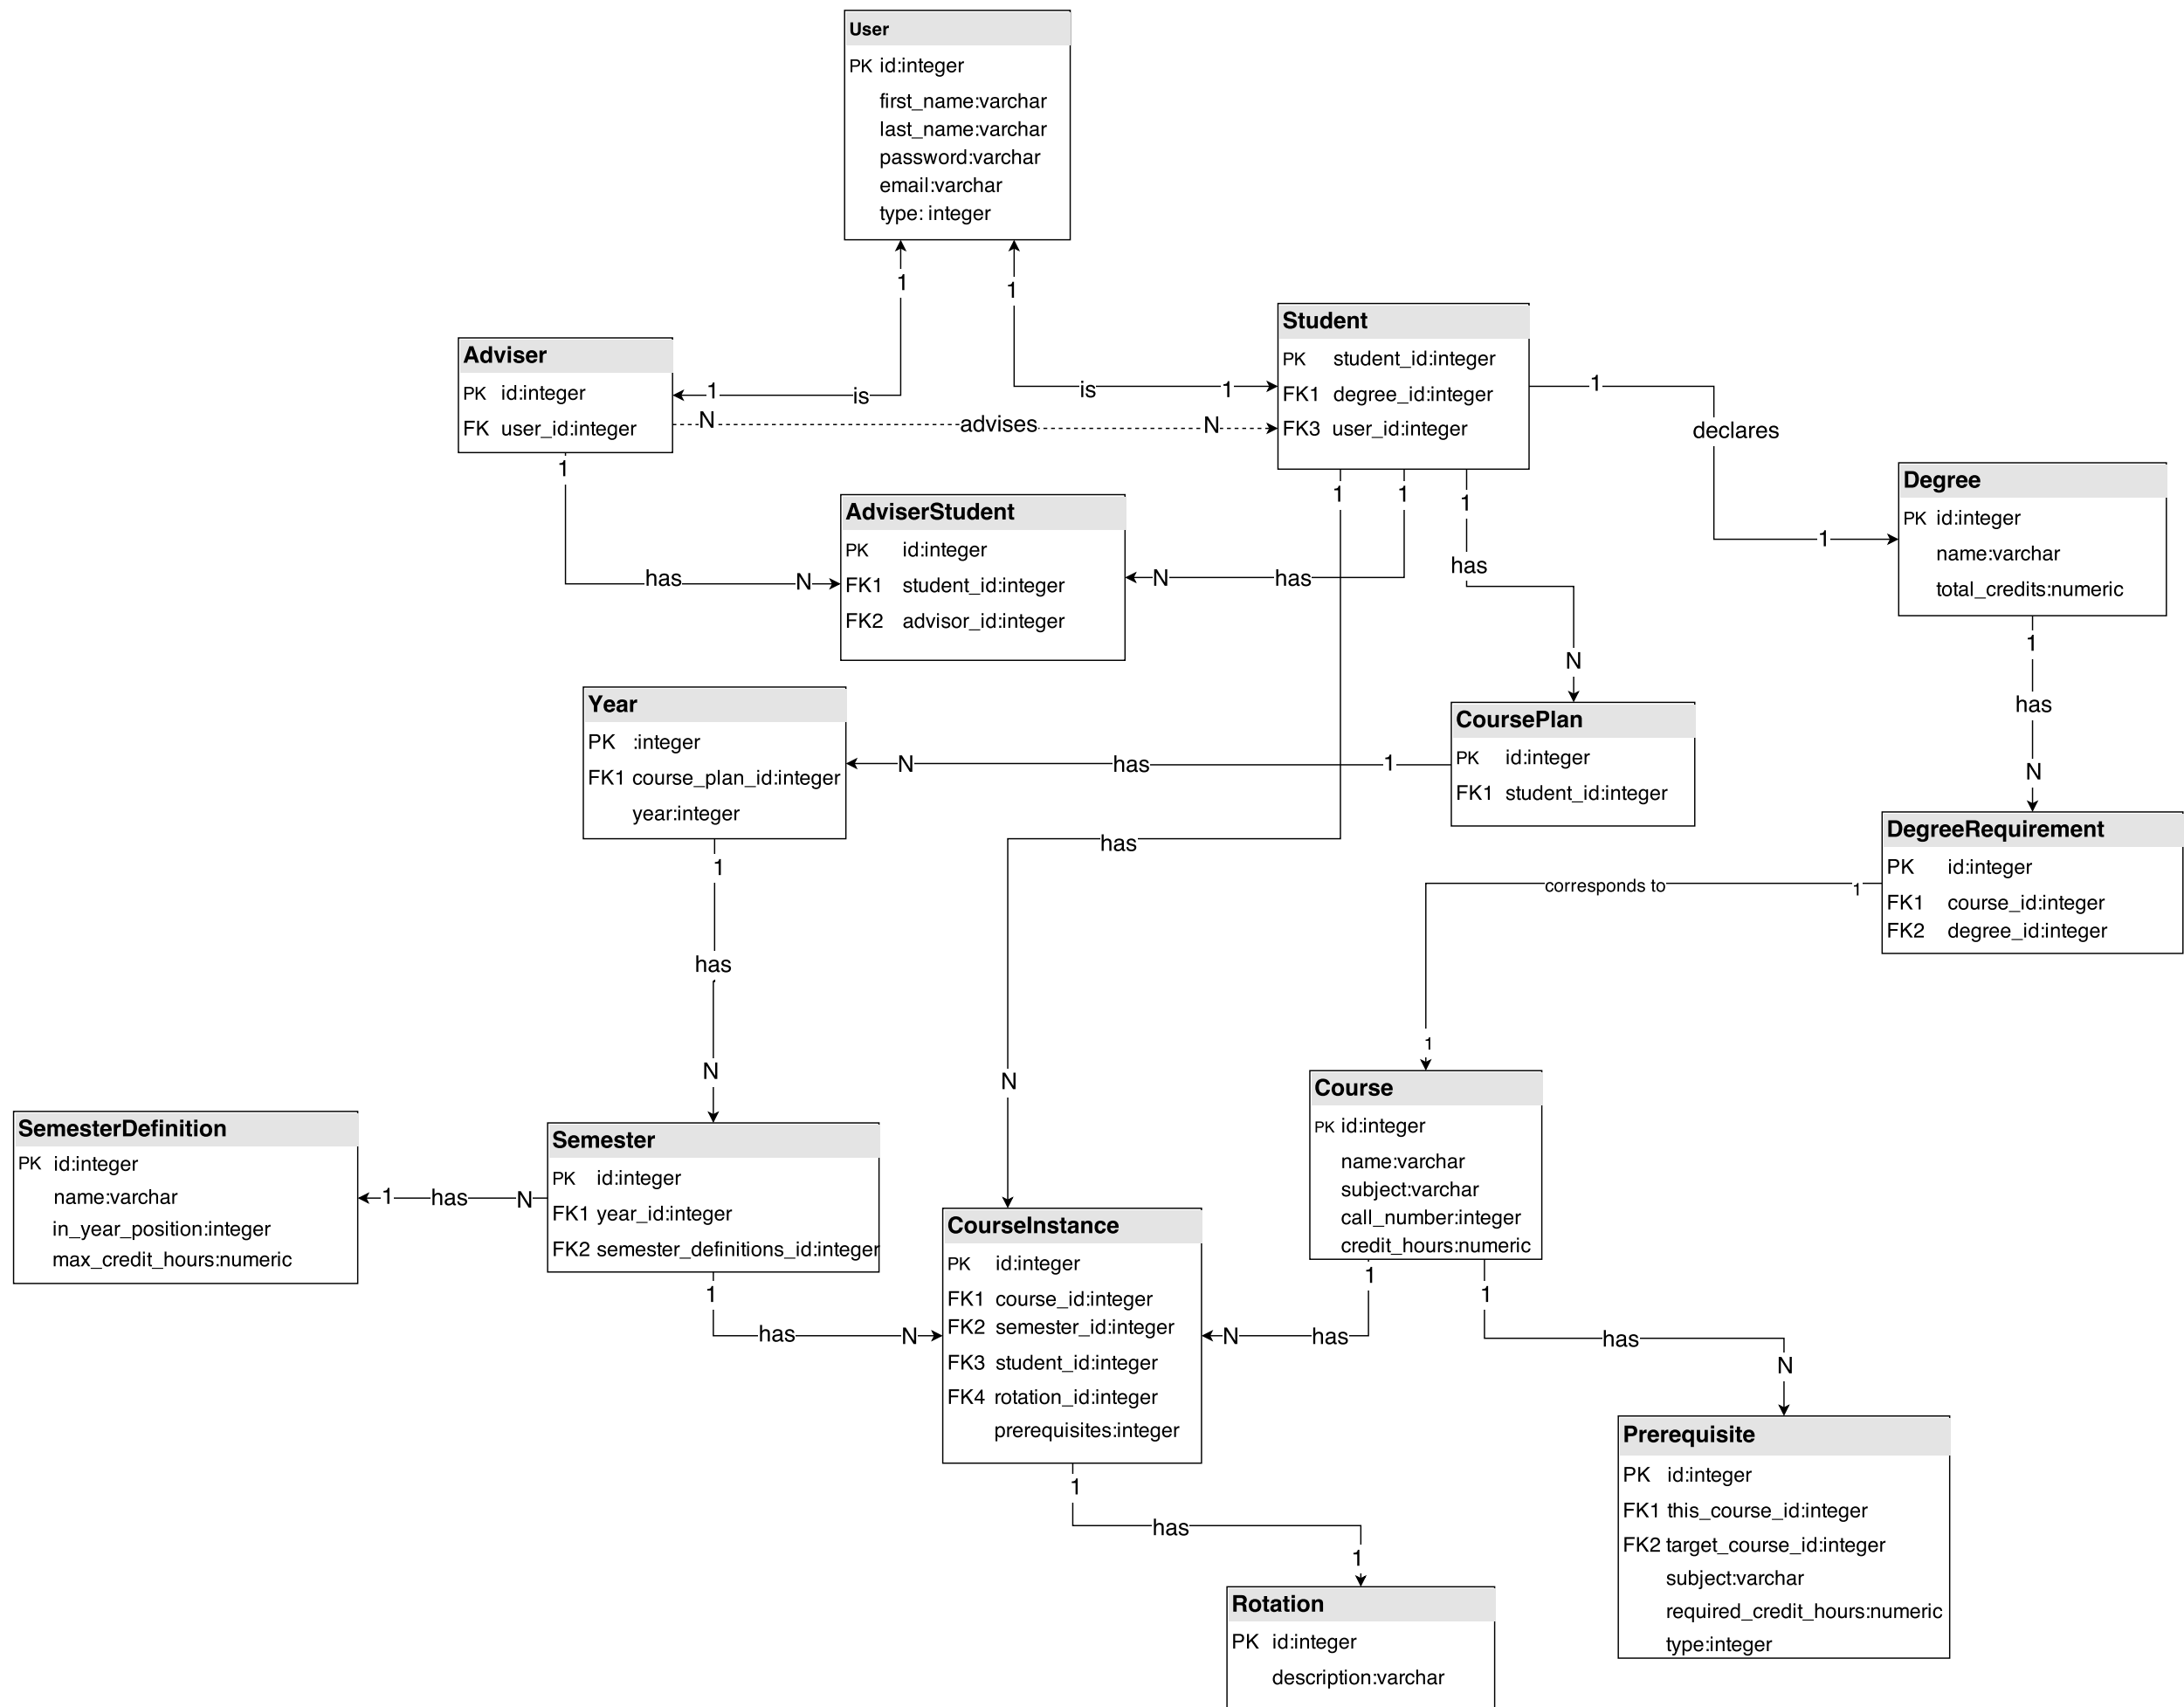 User
PK id:integer
first_name:varchar
last_name:varchar
password:varchar
email:varchar
type: integer
1
1
Adviser
PK id:integer
FK user_id:integer
1
is
is
1
N
advises
N
Student
PK student_id:integer
FK1 degree_id:integer
FK3 user_id:integer
1
declares
1
1
has
N
AdviserStudent
PK id:integer
FK1 student_id:integer
FK2 advisor_id:integer
N
has
1
1
1
has
N
Degree
PK id:integer
name:varchar
total_credits:numeric
1
has
N
Year
PK :integer
FK1 course_plan_id:integer
year:integer
N
has
1
CoursePlan
PK id:integer
FK1 student_id:integer
has
N
DegreeRequirement
PK id:integer
FK1 course_id:integer
FK2 degree_id:integer
corresponds to
1
1
1
has
N
SemesterDefinition
PK id:integer
name:varchar
in_year_position:integer
max_credit_hours:numeric
1
has
N
Semester
PK id:integer
FK1 year_id:integer
FK2 semester_definitions_id:integer
1
has
N
CourseInstance
PK id:integer
FK1 course_id:integer
FK2 semester_id:integer
FK3 student_id:integer
FK4 rotation_id:integer
prerequisites:integer
Course
PK id:integer
name:varchar
subject:varchar
call_number:integer
credit_hours:numeric
1
N
has
1
has
N
Prerequisite
PK id:integer
FK1 this_course_id:integer
FK2 target_course_id:integer
subject:varchar
required_credit_hours:numeric
type:integer
1
has
1
Rotation
PK id:integer
description:varchar